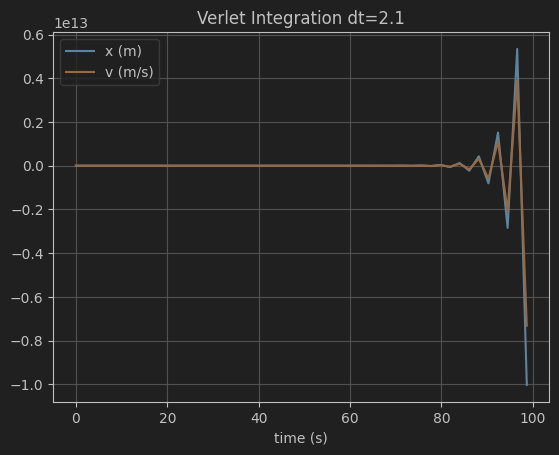 Verlet Integration dt=2.1
1e13
x (m)
v (m/s)
0.6
0.4
0.2
0.0
−0.2
−0.4
−0.6
−0.8
−1.0
0 20 40 60 80 100
time (s)